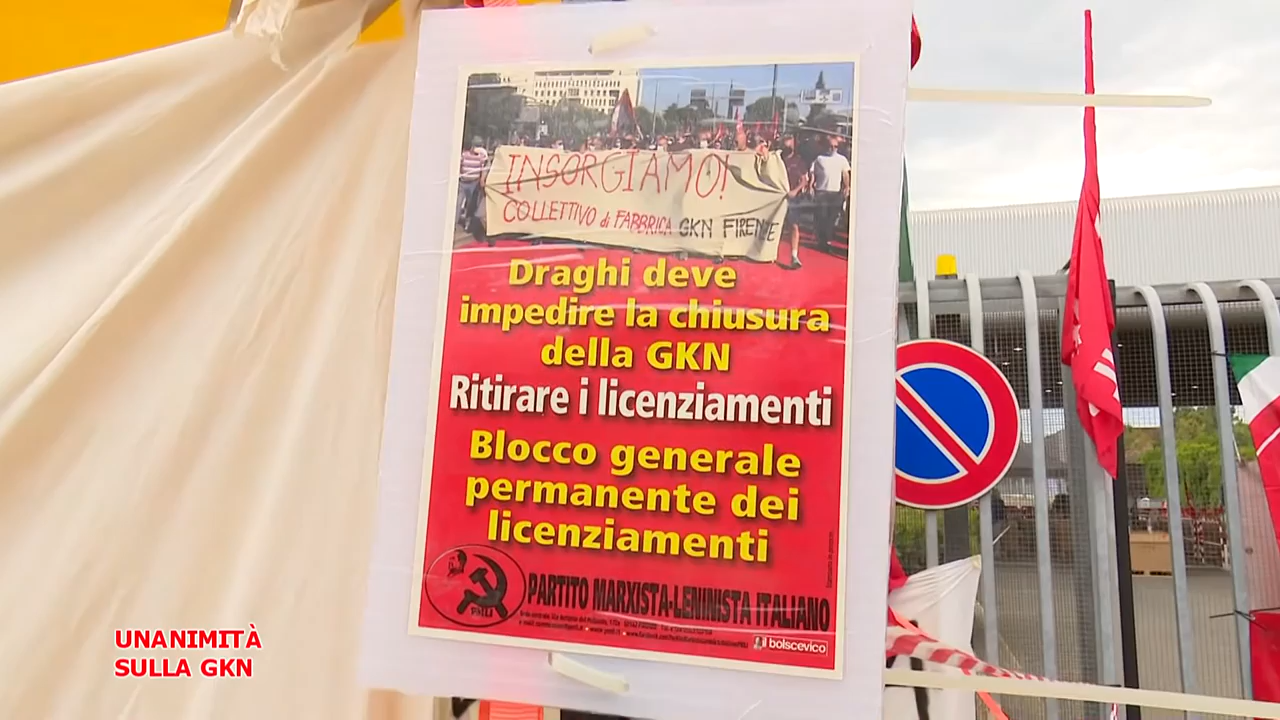 INSORGIAMO!
COLLETTIVO di FABBRICA GKN FIRENZE
Draghi deve
impedire la chiusura
della GKN
Ritirare i licenziamenti
Blocco generale
permanente dei
licenziamenti
PMLI
PARTITO MARXISTA-LENINISTA ITALIANO
il bolscevico
UNANIMITÀ
SULLA GKN